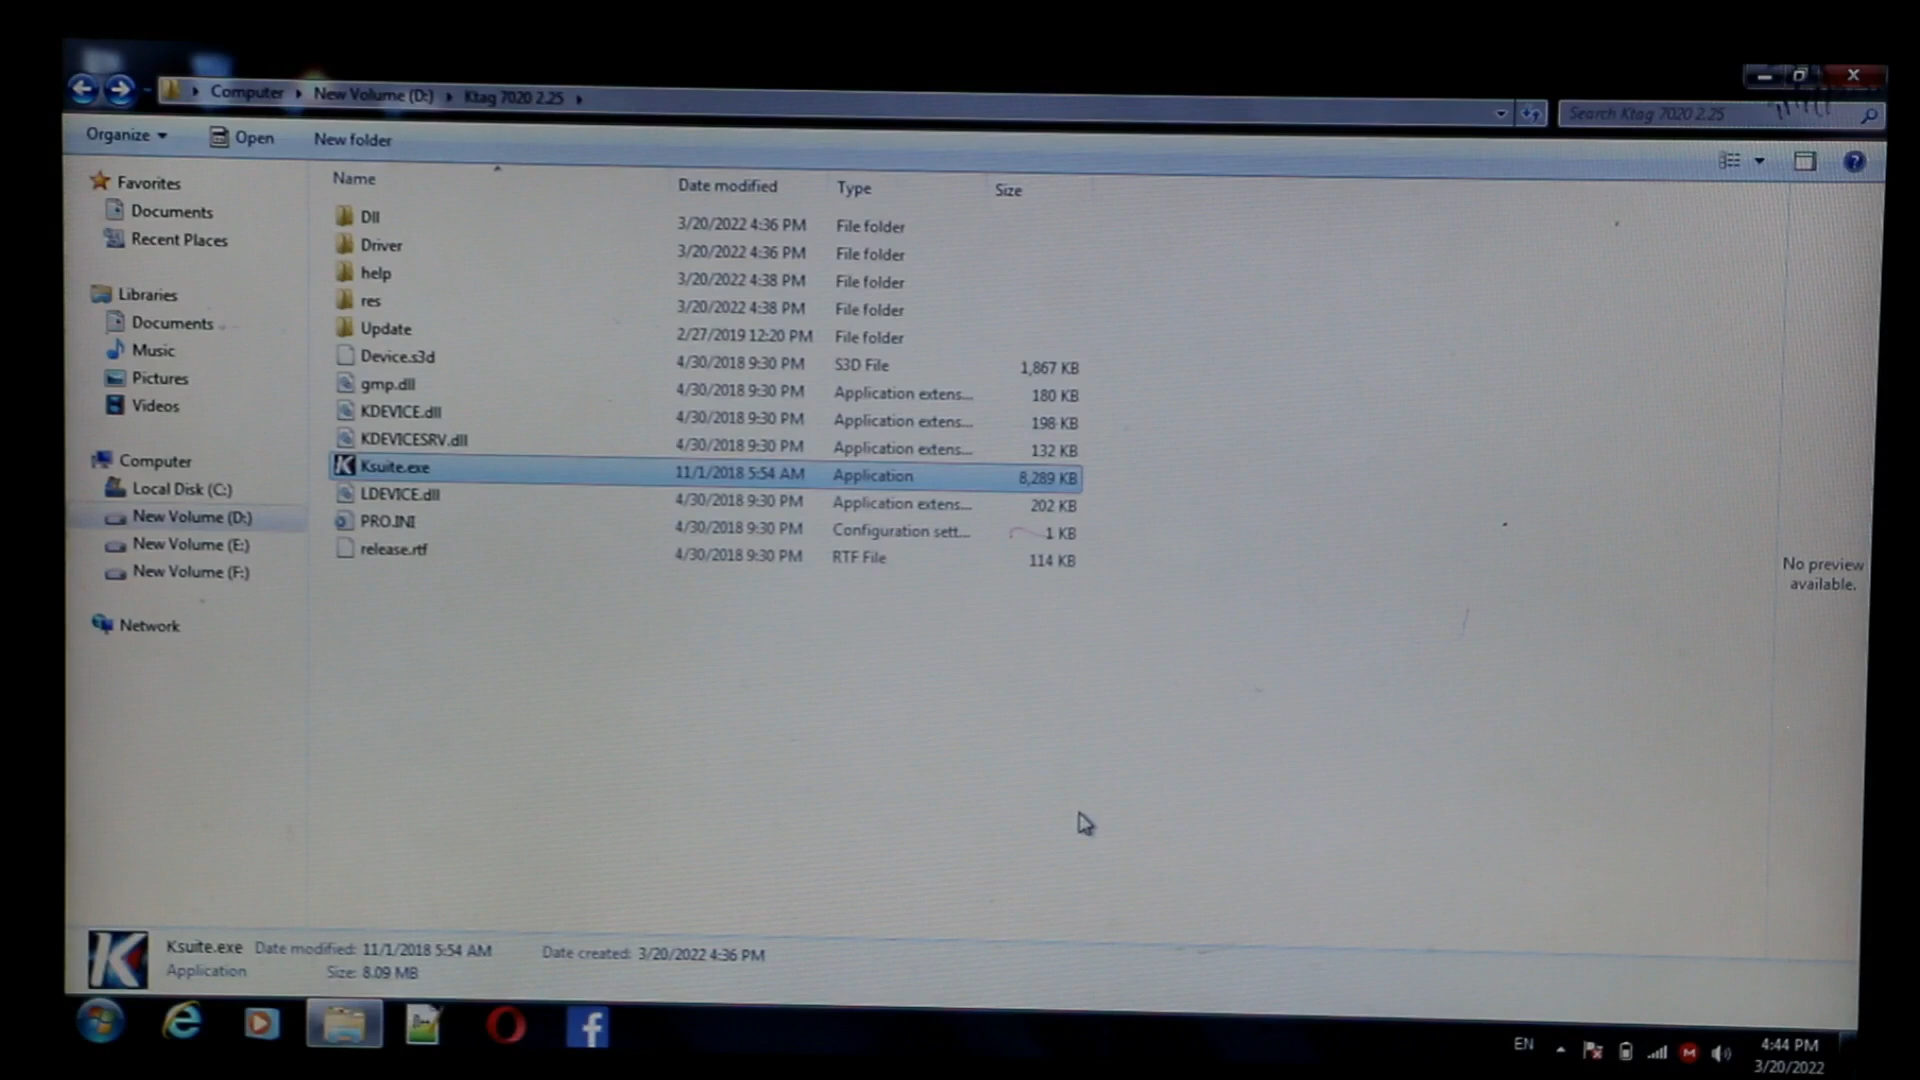 Computer ▸ New Volume (D:) ▸ Ktag 7020 2.25 ▸
Search Ktag 7020 2.25
Organize Open New folder
Name Date modified Type Size
Favorites
Documents
Recent Places
Libraries
Documents
Music
Pictures
Videos
Computer
Local Disk (C:)
New Volume (D:)
New Volume (E:)
New Volume (F:)
Network
Dll 3/20/2022 4:36 PM File folder
Driver 3/20/2022 4:36 PM File folder
help 3/20/2022 4:38 PM File folder
res 3/20/2022 4:38 PM File folder
Update 2/27/2019 12:20 PM File folder
Device.s3d 4/30/2018 9:30 PM S3D File 1,867 KB
gmp.dll 4/30/2018 9:30 PM Application extens... 180 KB
KDEVICE.dll 4/30/2018 9:30 PM Application extens... 198 KB
KDEVICESRV.dll 4/30/2018 9:30 PM Application extens... 132 KB
Ksuite.exe 11/1/2018 5:54 AM Application 8,289 KB
LDEVICE.dll 4/30/2018 9:30 PM Application extens... 202 KB
PRO.INI 4/30/2018 9:30 PM Configuration sett... 1 KB
release.rtf 4/30/2018 9:30 PM RTF File 114 KB
No preview
available.
Ksuite.exe Date modified: 11/1/2018 5:54 AM Date created: 3/20/2022 4:36 PM
Application Size: 8.09 MB
EN
4:44 PM
3/20/2022